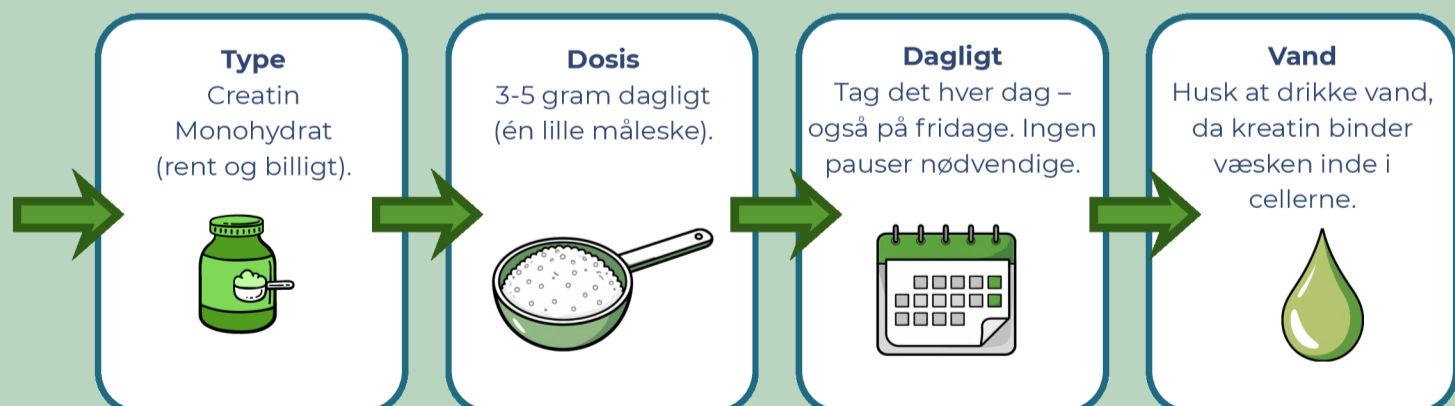 Type
Creatin
Monohydrat
(rent og billigt).
Dosis
3-5 gram dagligt
(én lille måleske).
Dagligt
Tag det hver dag –
også på fridage. Ingen
pauser nødvendige.
Vand
Husk at drikke vand,
da kreatin binder
væsken inde i
cellerne.